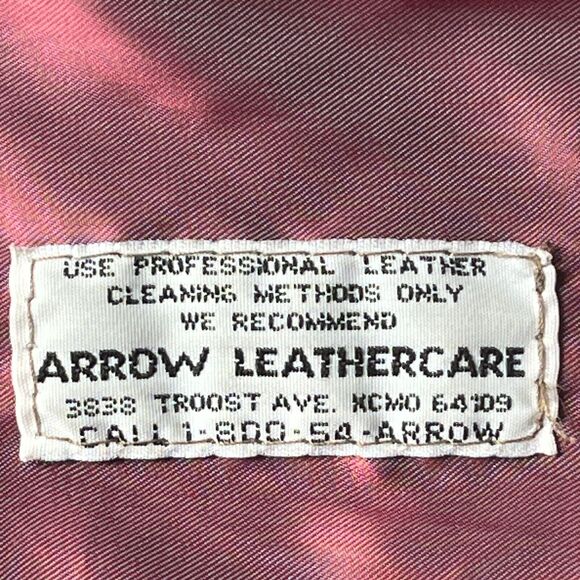 USE PROFESSIONAL LEATHER
CLEANING METHODS ONLY
WE RECOMMEND
ARROW LEATHERCARE
3838 TROOST AVE. KCMO 64109
CALL 1-800-54-ARROW